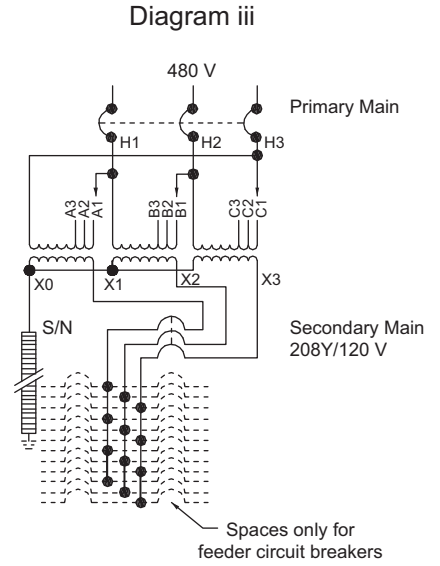 Diagram iii
480 V
Primary Main
H1
H2
H3
A3
A2
A1
B3
B2
B1
C3
C2
C1
X0
X1
X2
X3
S/N
Secondary Main
208Y/120 V
Spaces only for
feeder circuit breakers